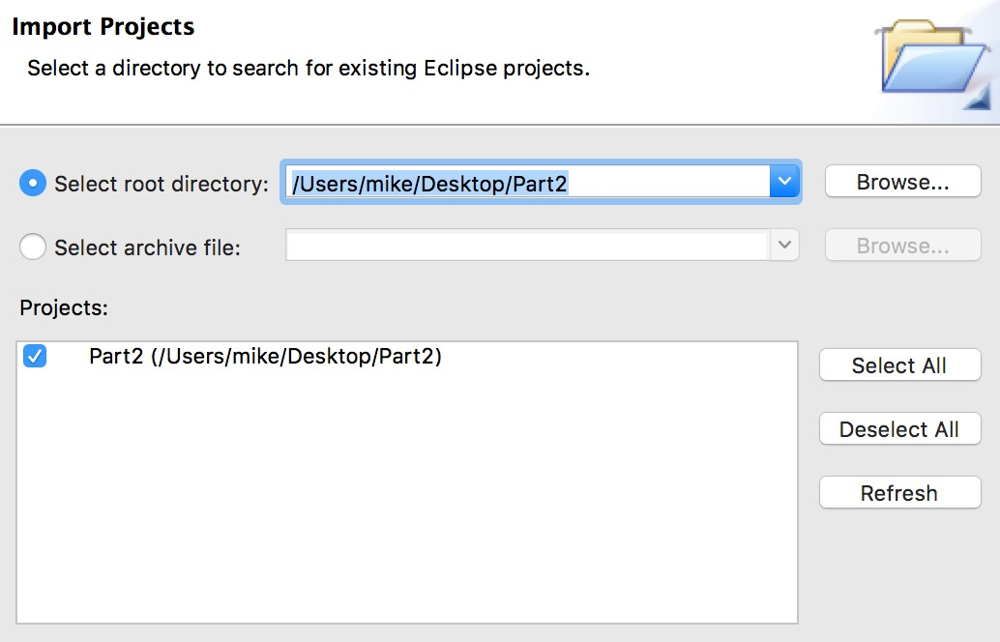 Import Projects
Select a directory to search for existing Eclipse projects.
Select root directory: /Users/mike/Desktop/Part2 Browse...
Select archive file: Browse...
Projects:
Part2 (/Users/mike/Desktop/Part2)
Select All
Deselect All
Refresh